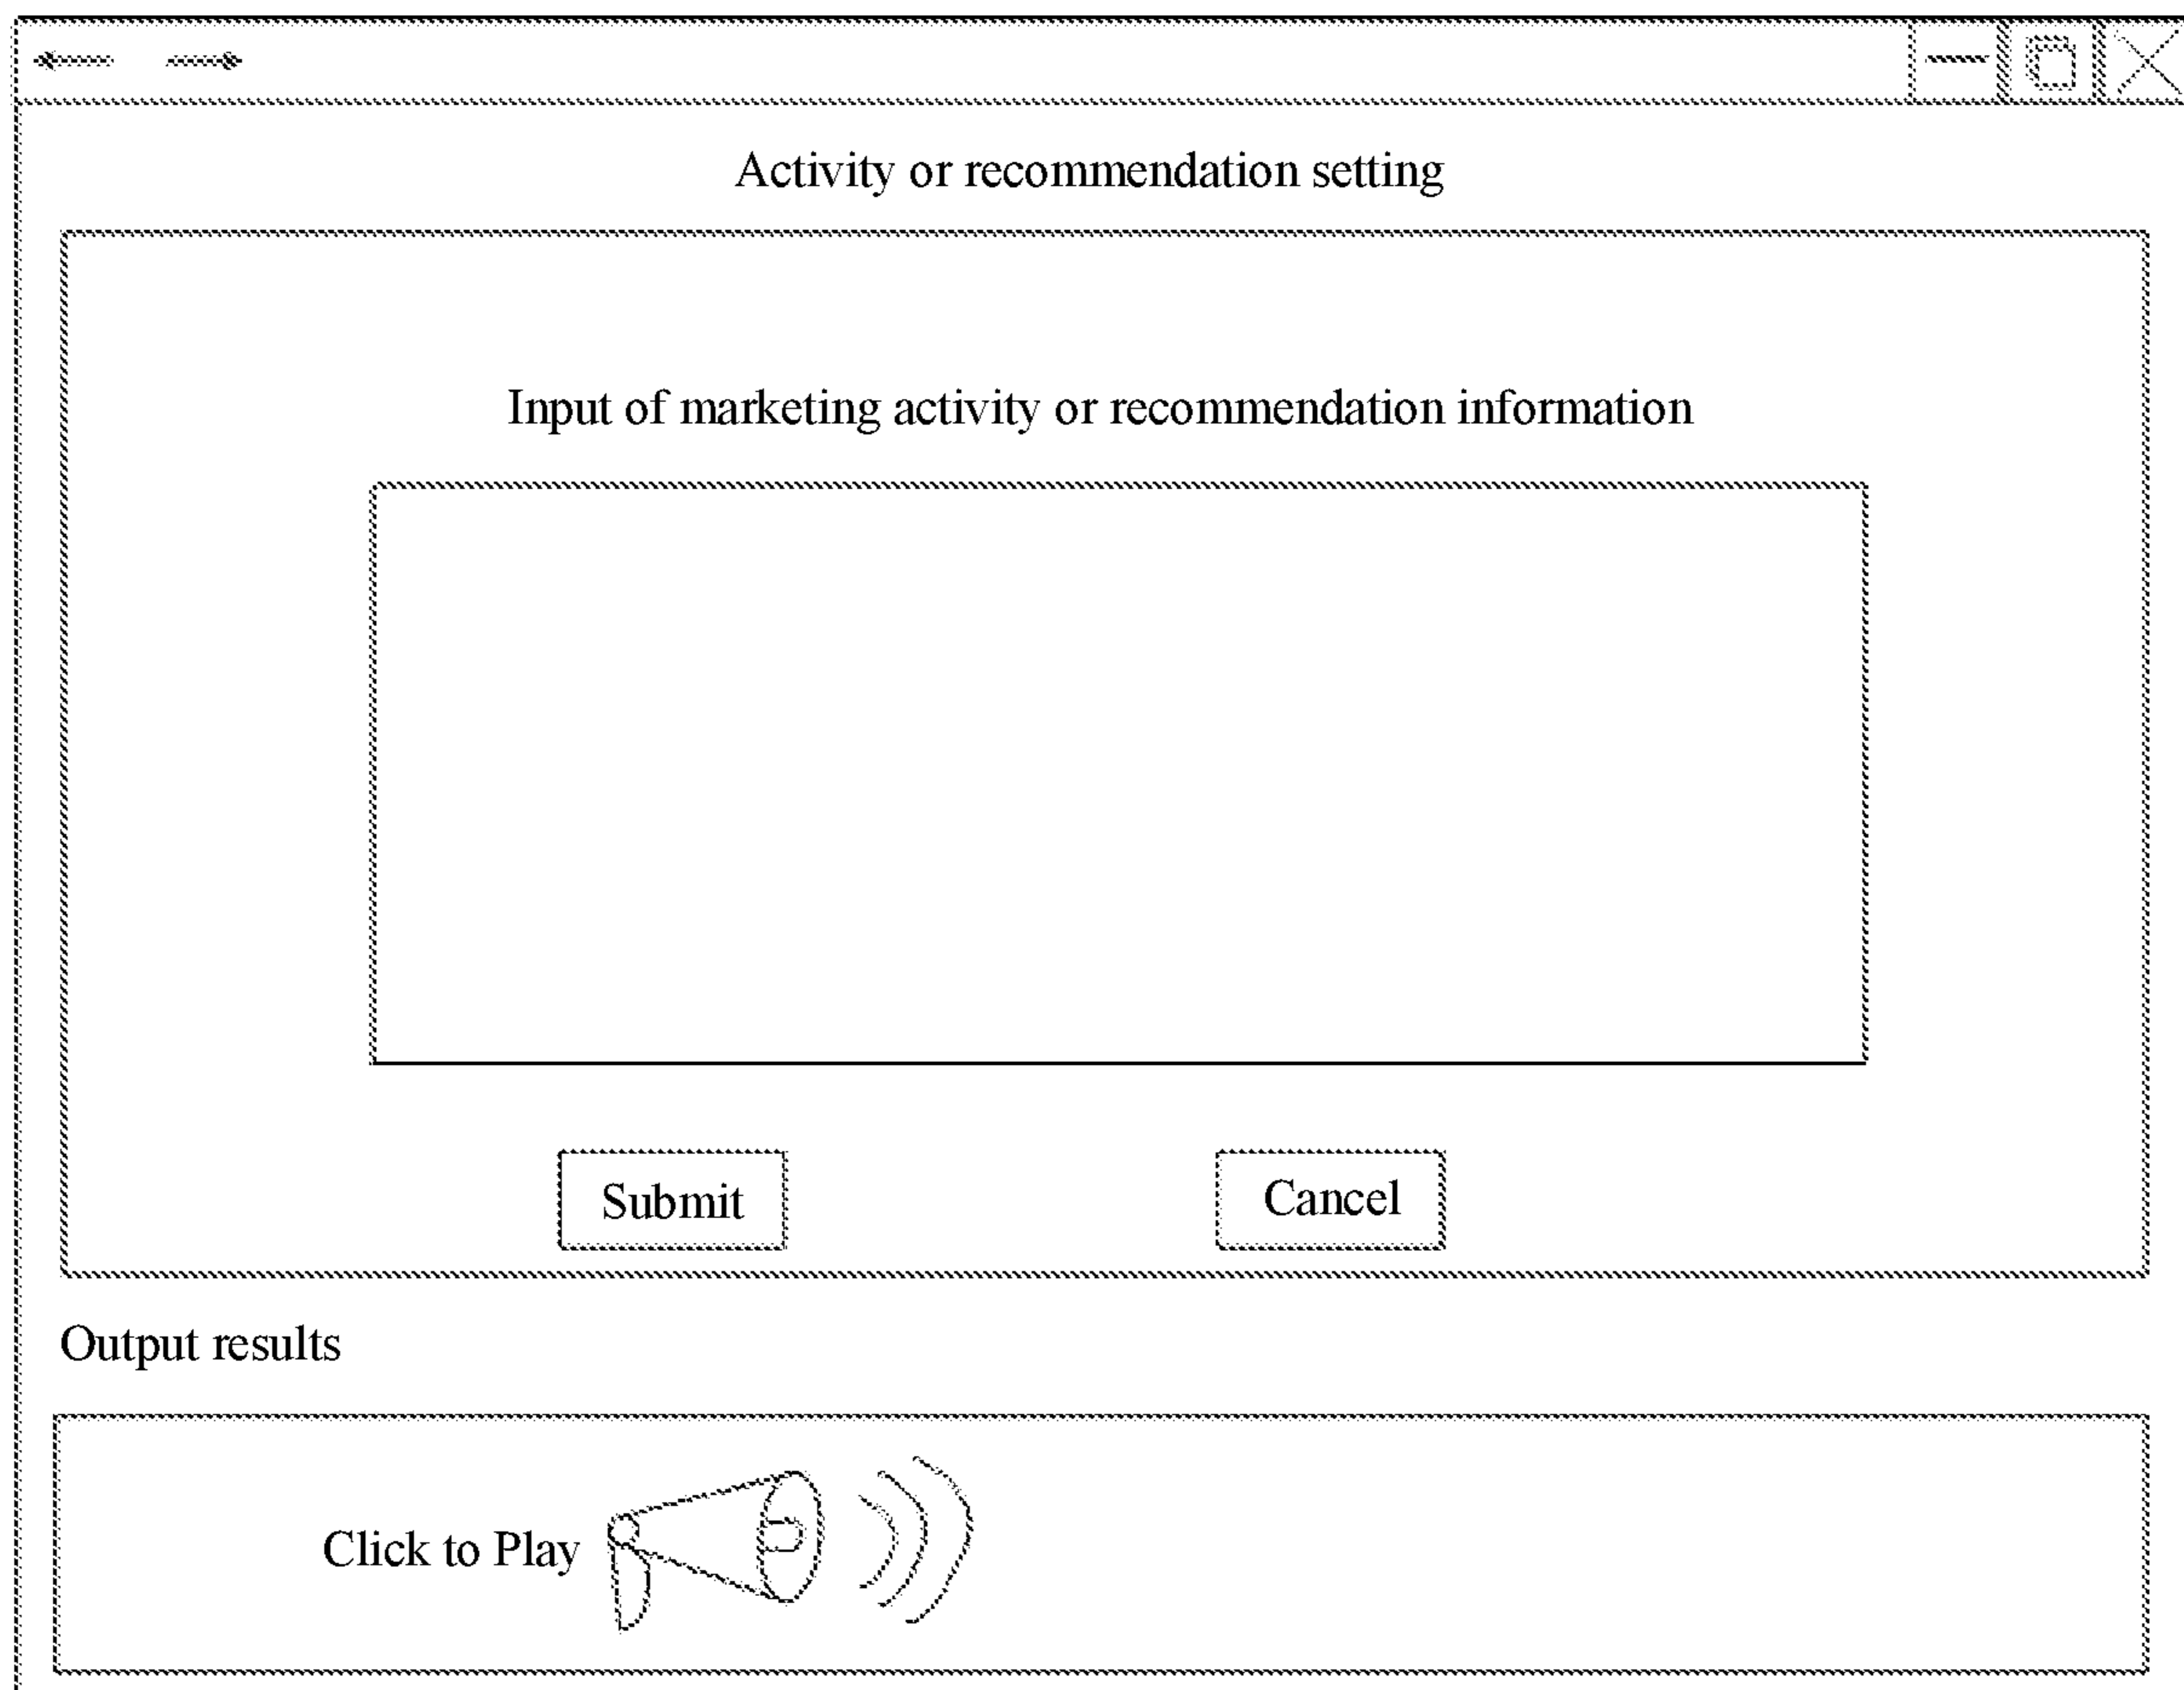 Activity or recommendation setting
Input of marketing activity or recommendation information
Submit
Cancel
Output results
Click to Play